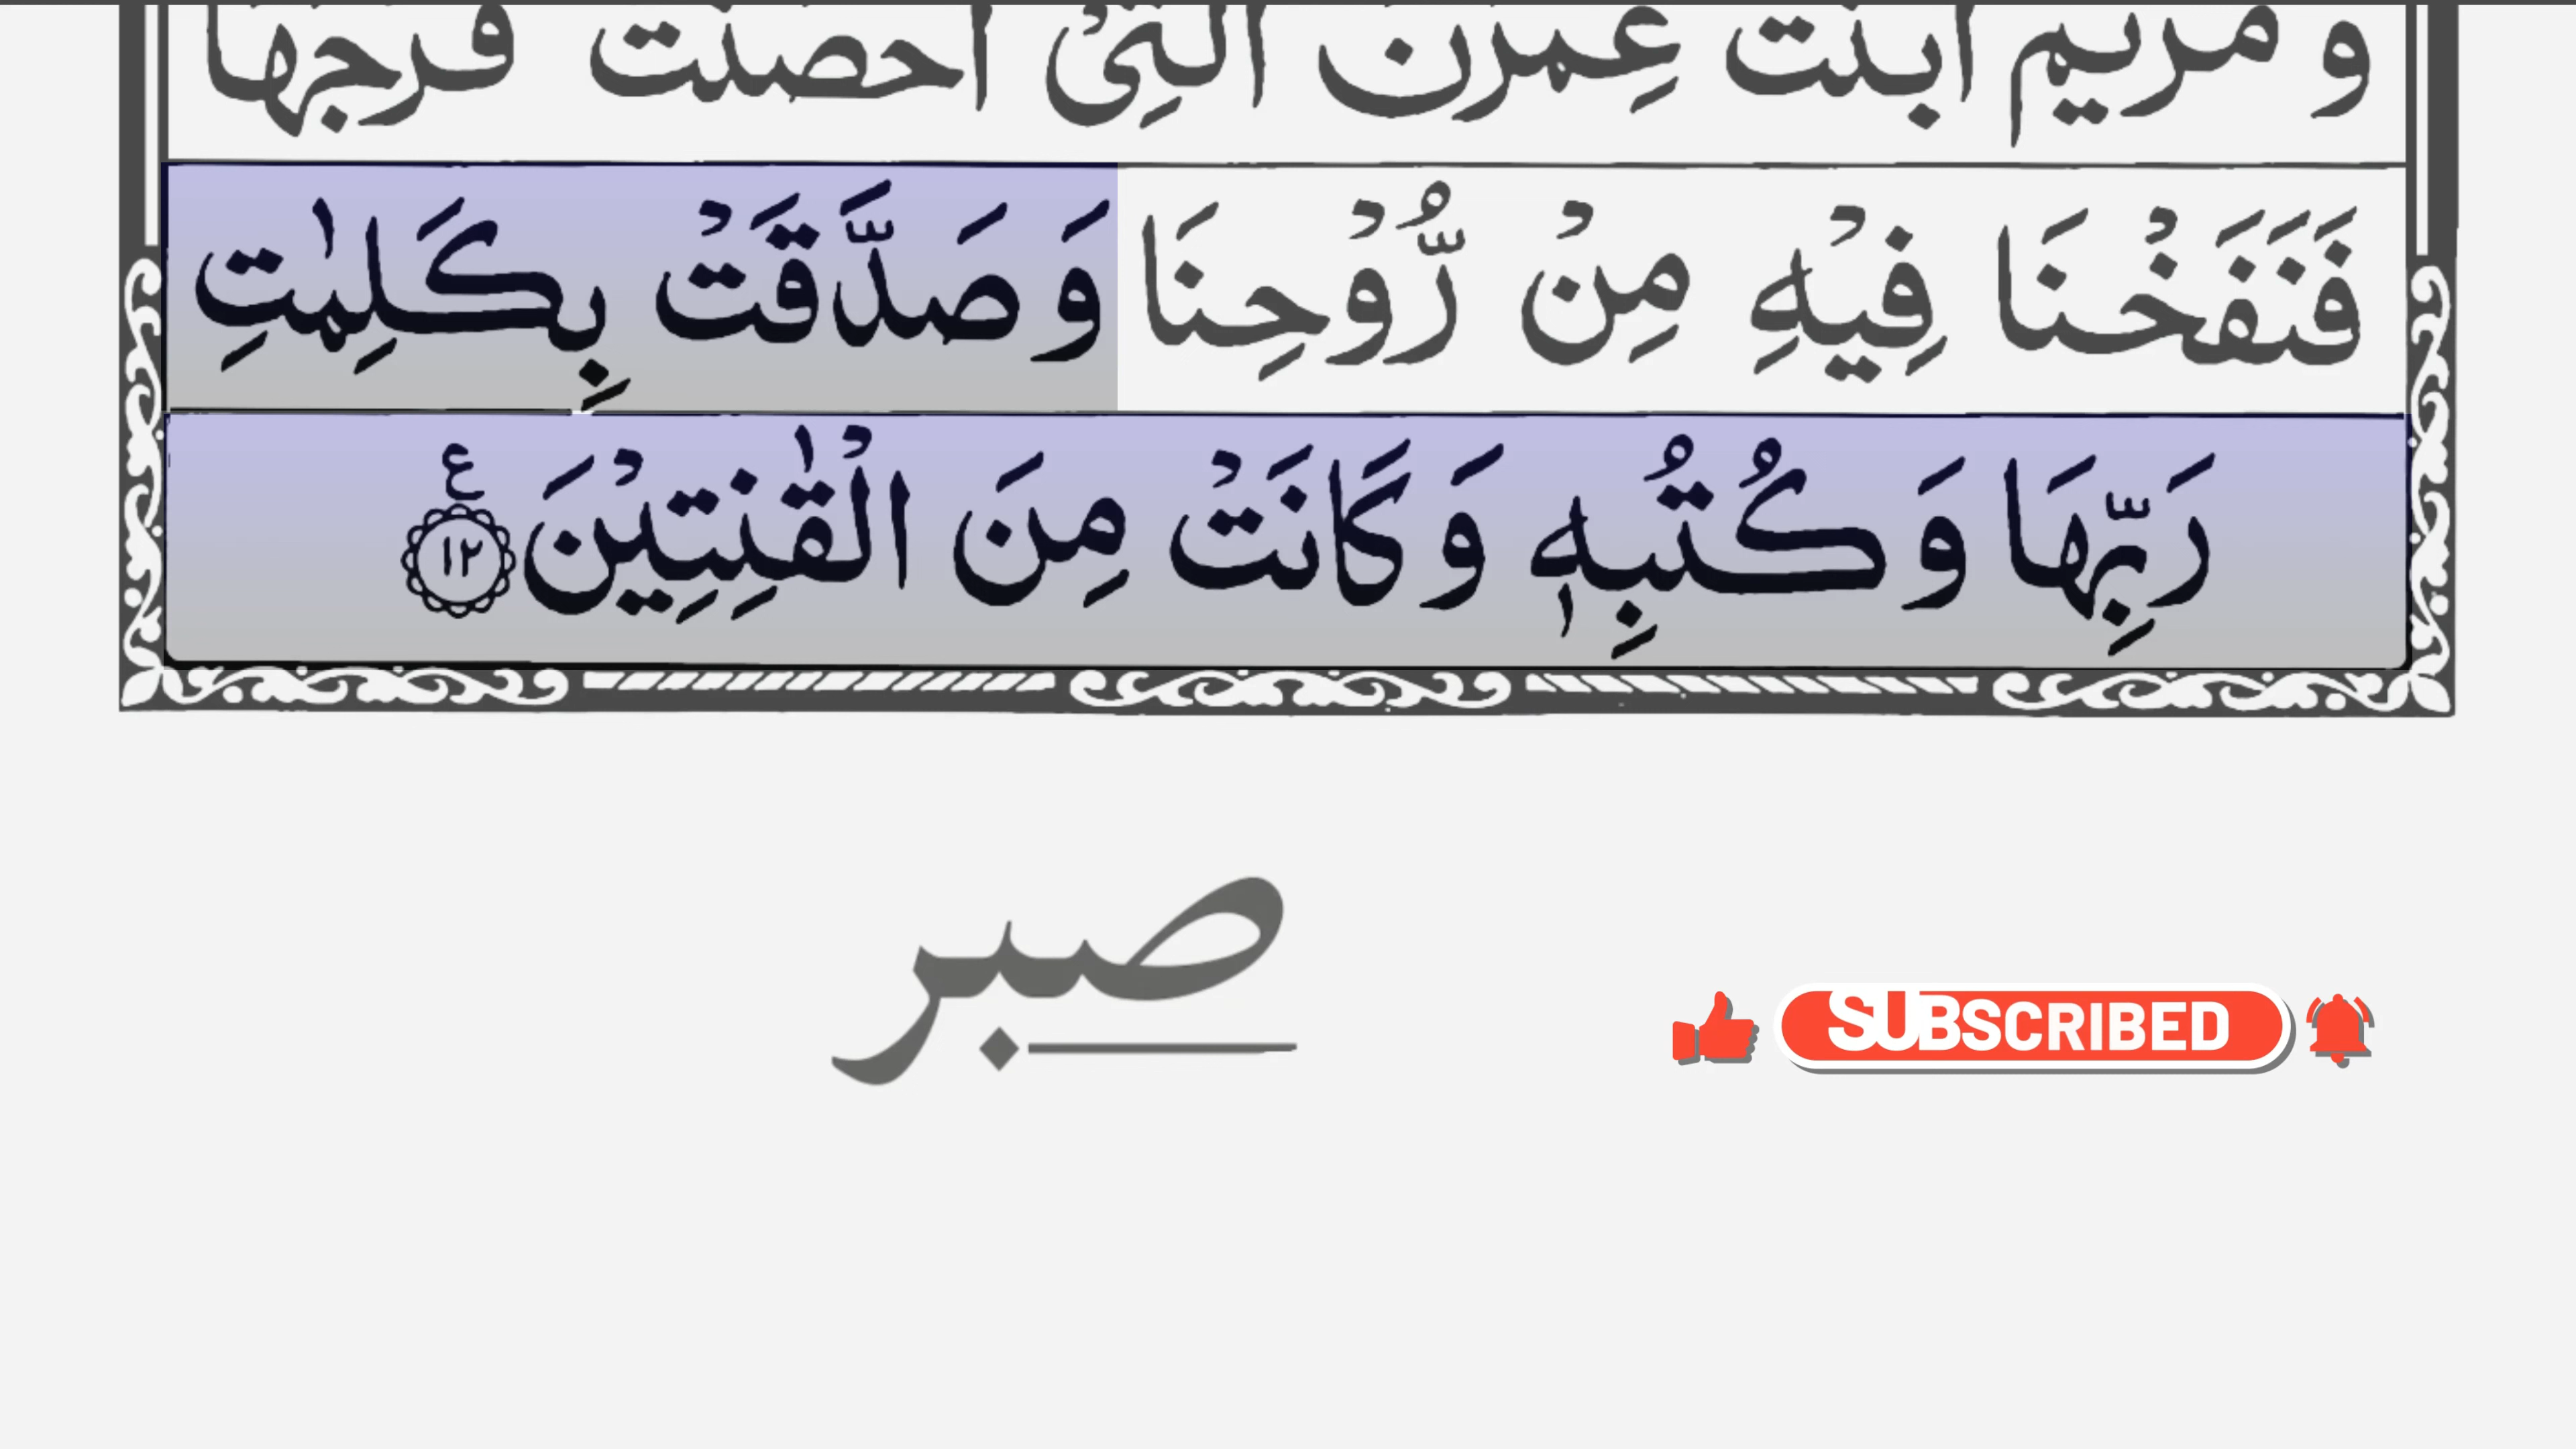 وَ مَرْیَمَ ابْنَتَ عِمْرٰنَ الَّتِیْۤ اَحْصَنَتْ فَرْجَهَا
فَنَفَخْنَا فِیْهِ مِنْ رُّوْحِنَا وَ صَدَّقَتْ بِكَلِمٰتِ
رَبِّهَا وَ كُتُبِهٖ وَ كَانَتْ مِنَ الْقٰنِتِیْنَ ع ۱۲
صبر
SUBSCRIBED